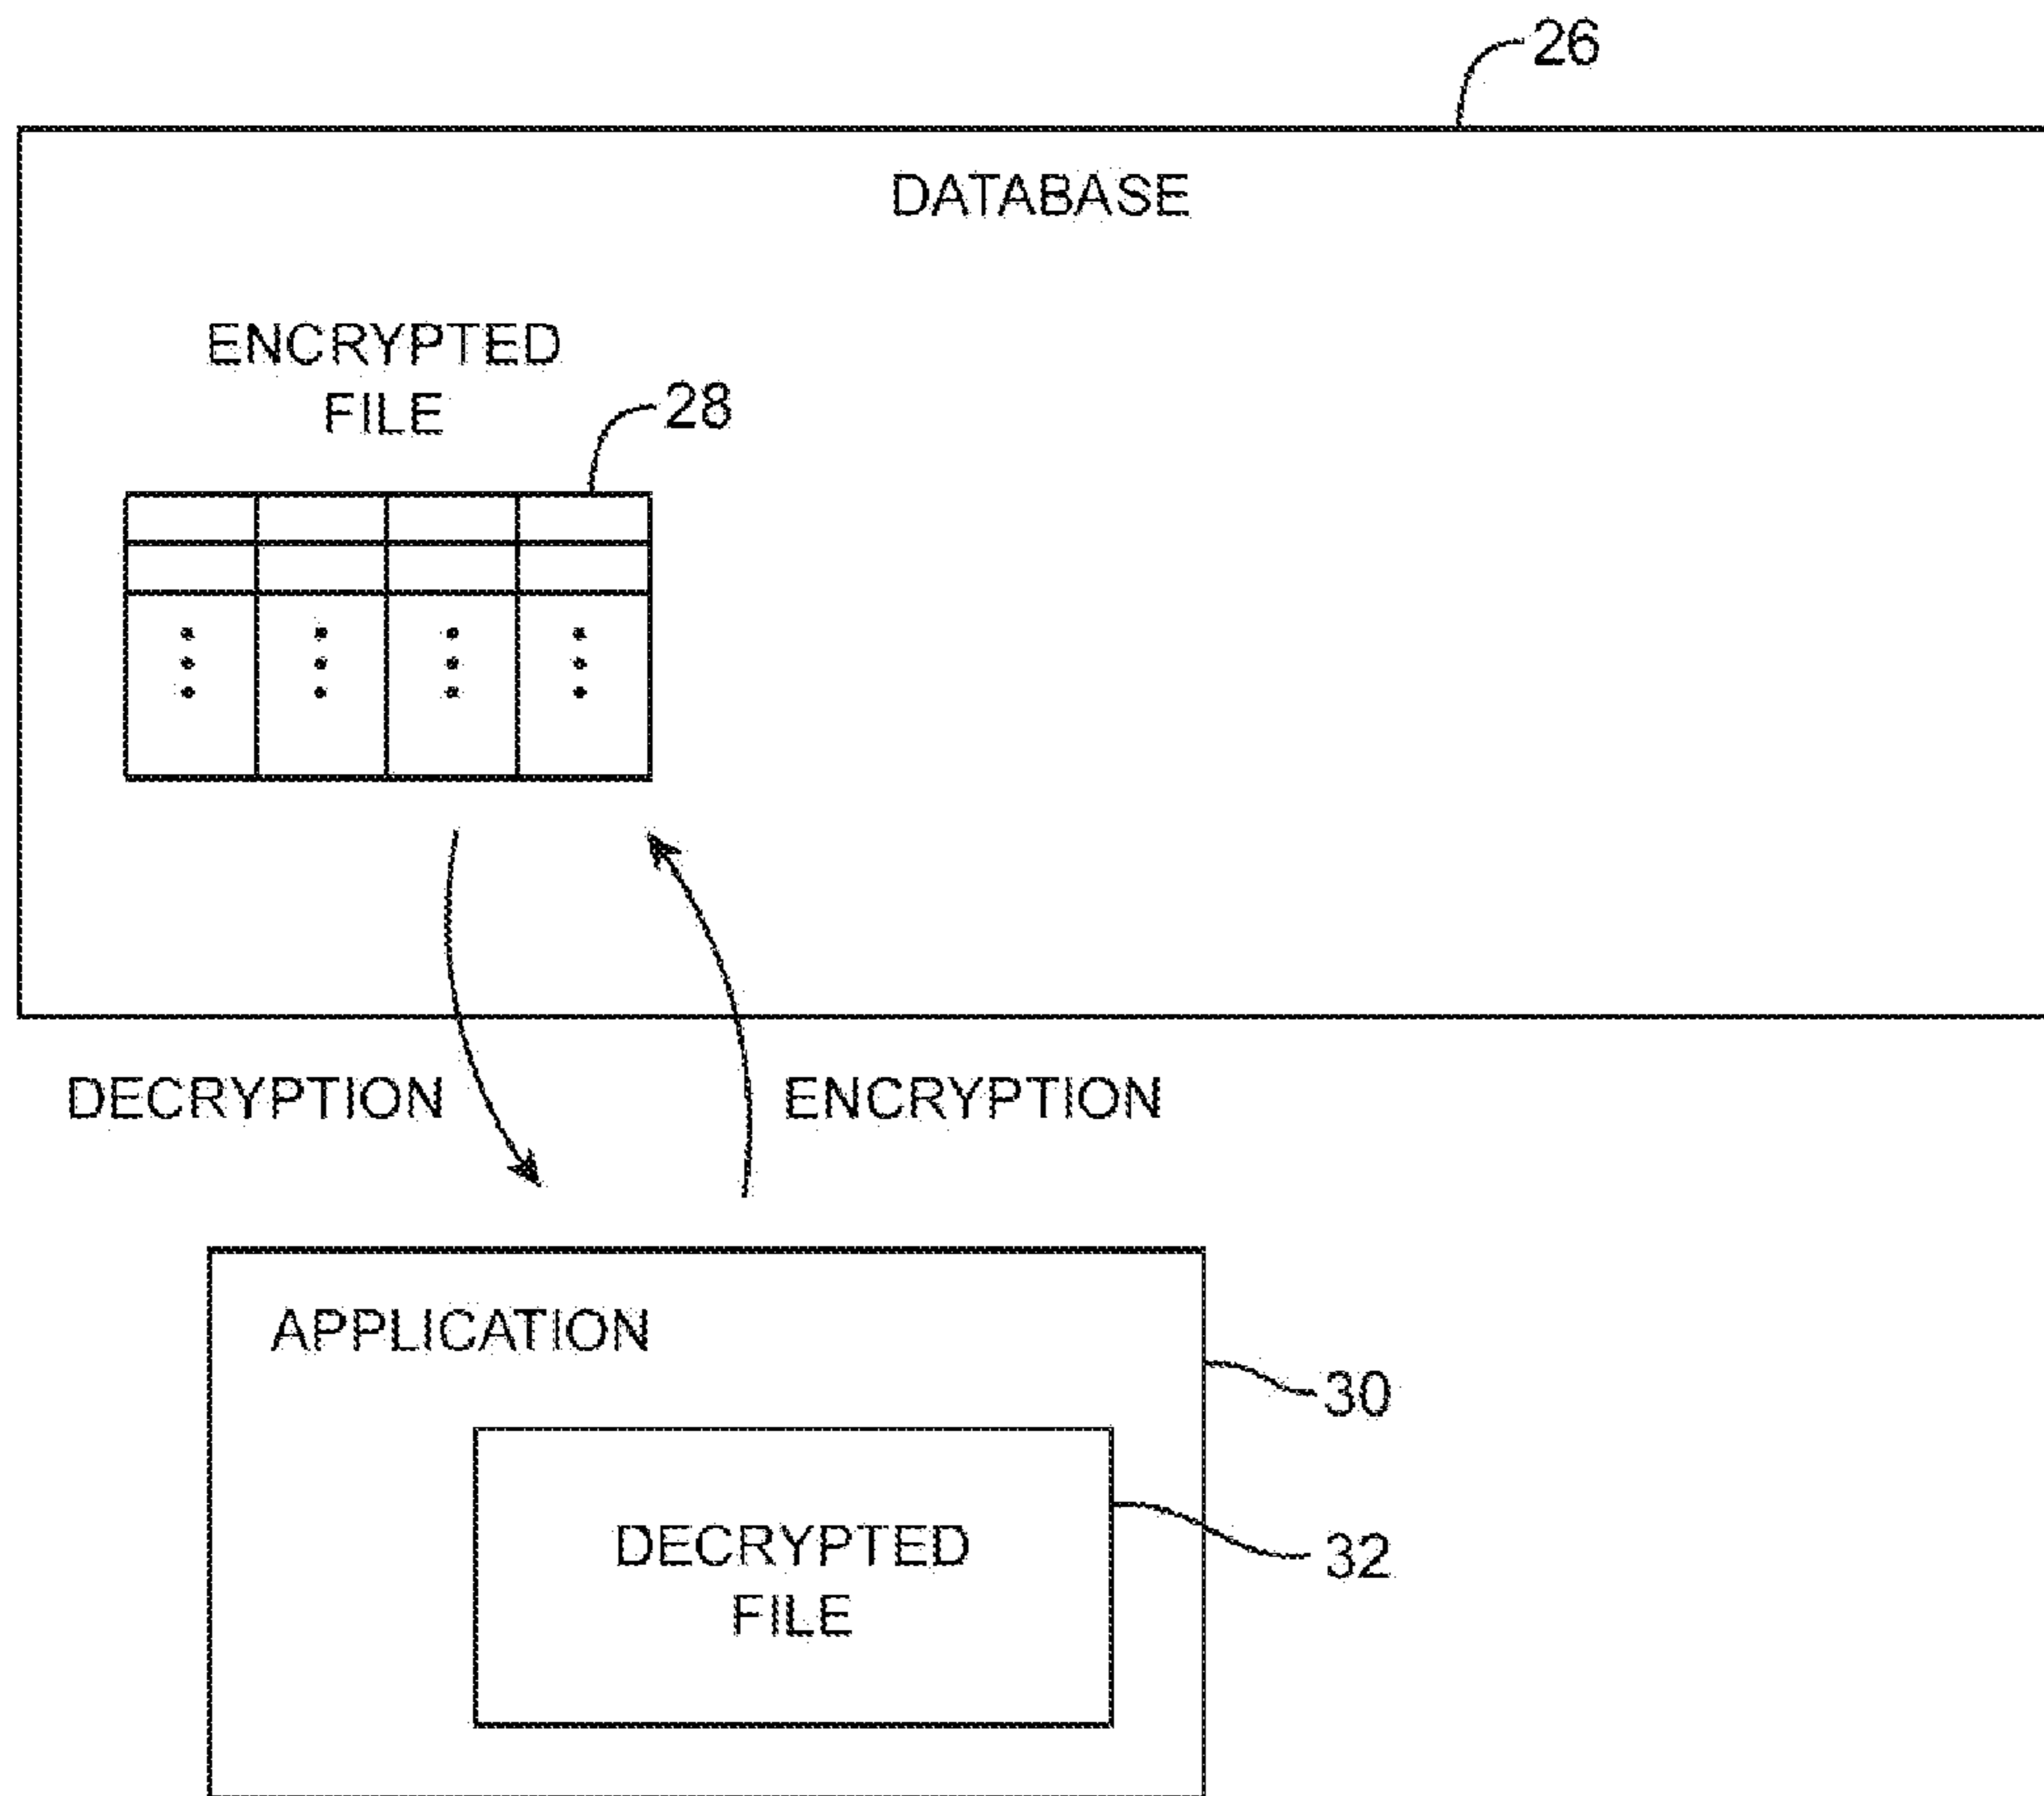 26
DATABASE
ENCRYPTED
FILE
28
DECRYPTION
ENCRYPTION
APPLICATION
30
DECRYPTED
FILE
32